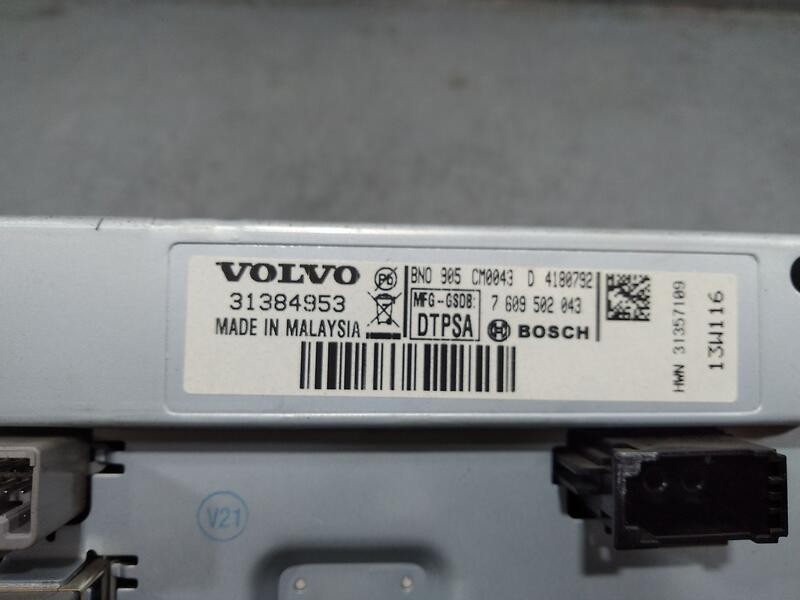 VOLVO
31384953
MADE IN MALAYSIA
Pb
BNO 905 CM0043 D 4180792
MFG-GSDB:
DTPSA
7 609 502 043
BOSCH
HWN 31357109
13W116
V21